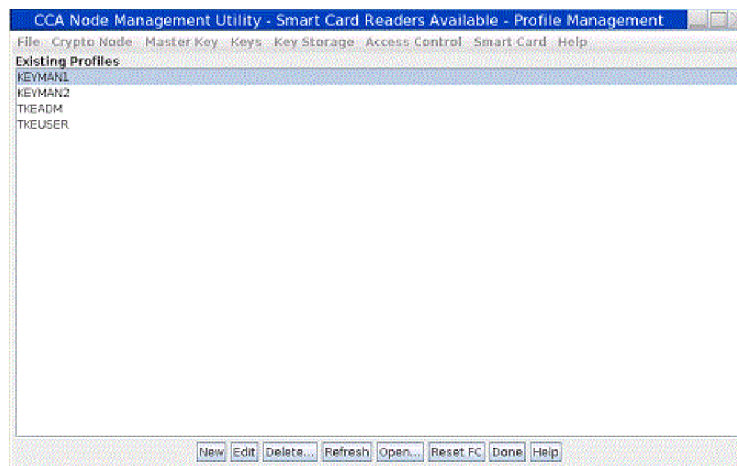 CCA Node Management Utility - Smart Card Readers Available - Profile Management
File Crypto Node Master Key Keys Key Storage Access Control Smart Card Help
Existing Profiles
KEYMAN1
KEYMAN2
TKEADM
TKEUSER
New Edit Delete... Refresh Open... Reset FC Done Help